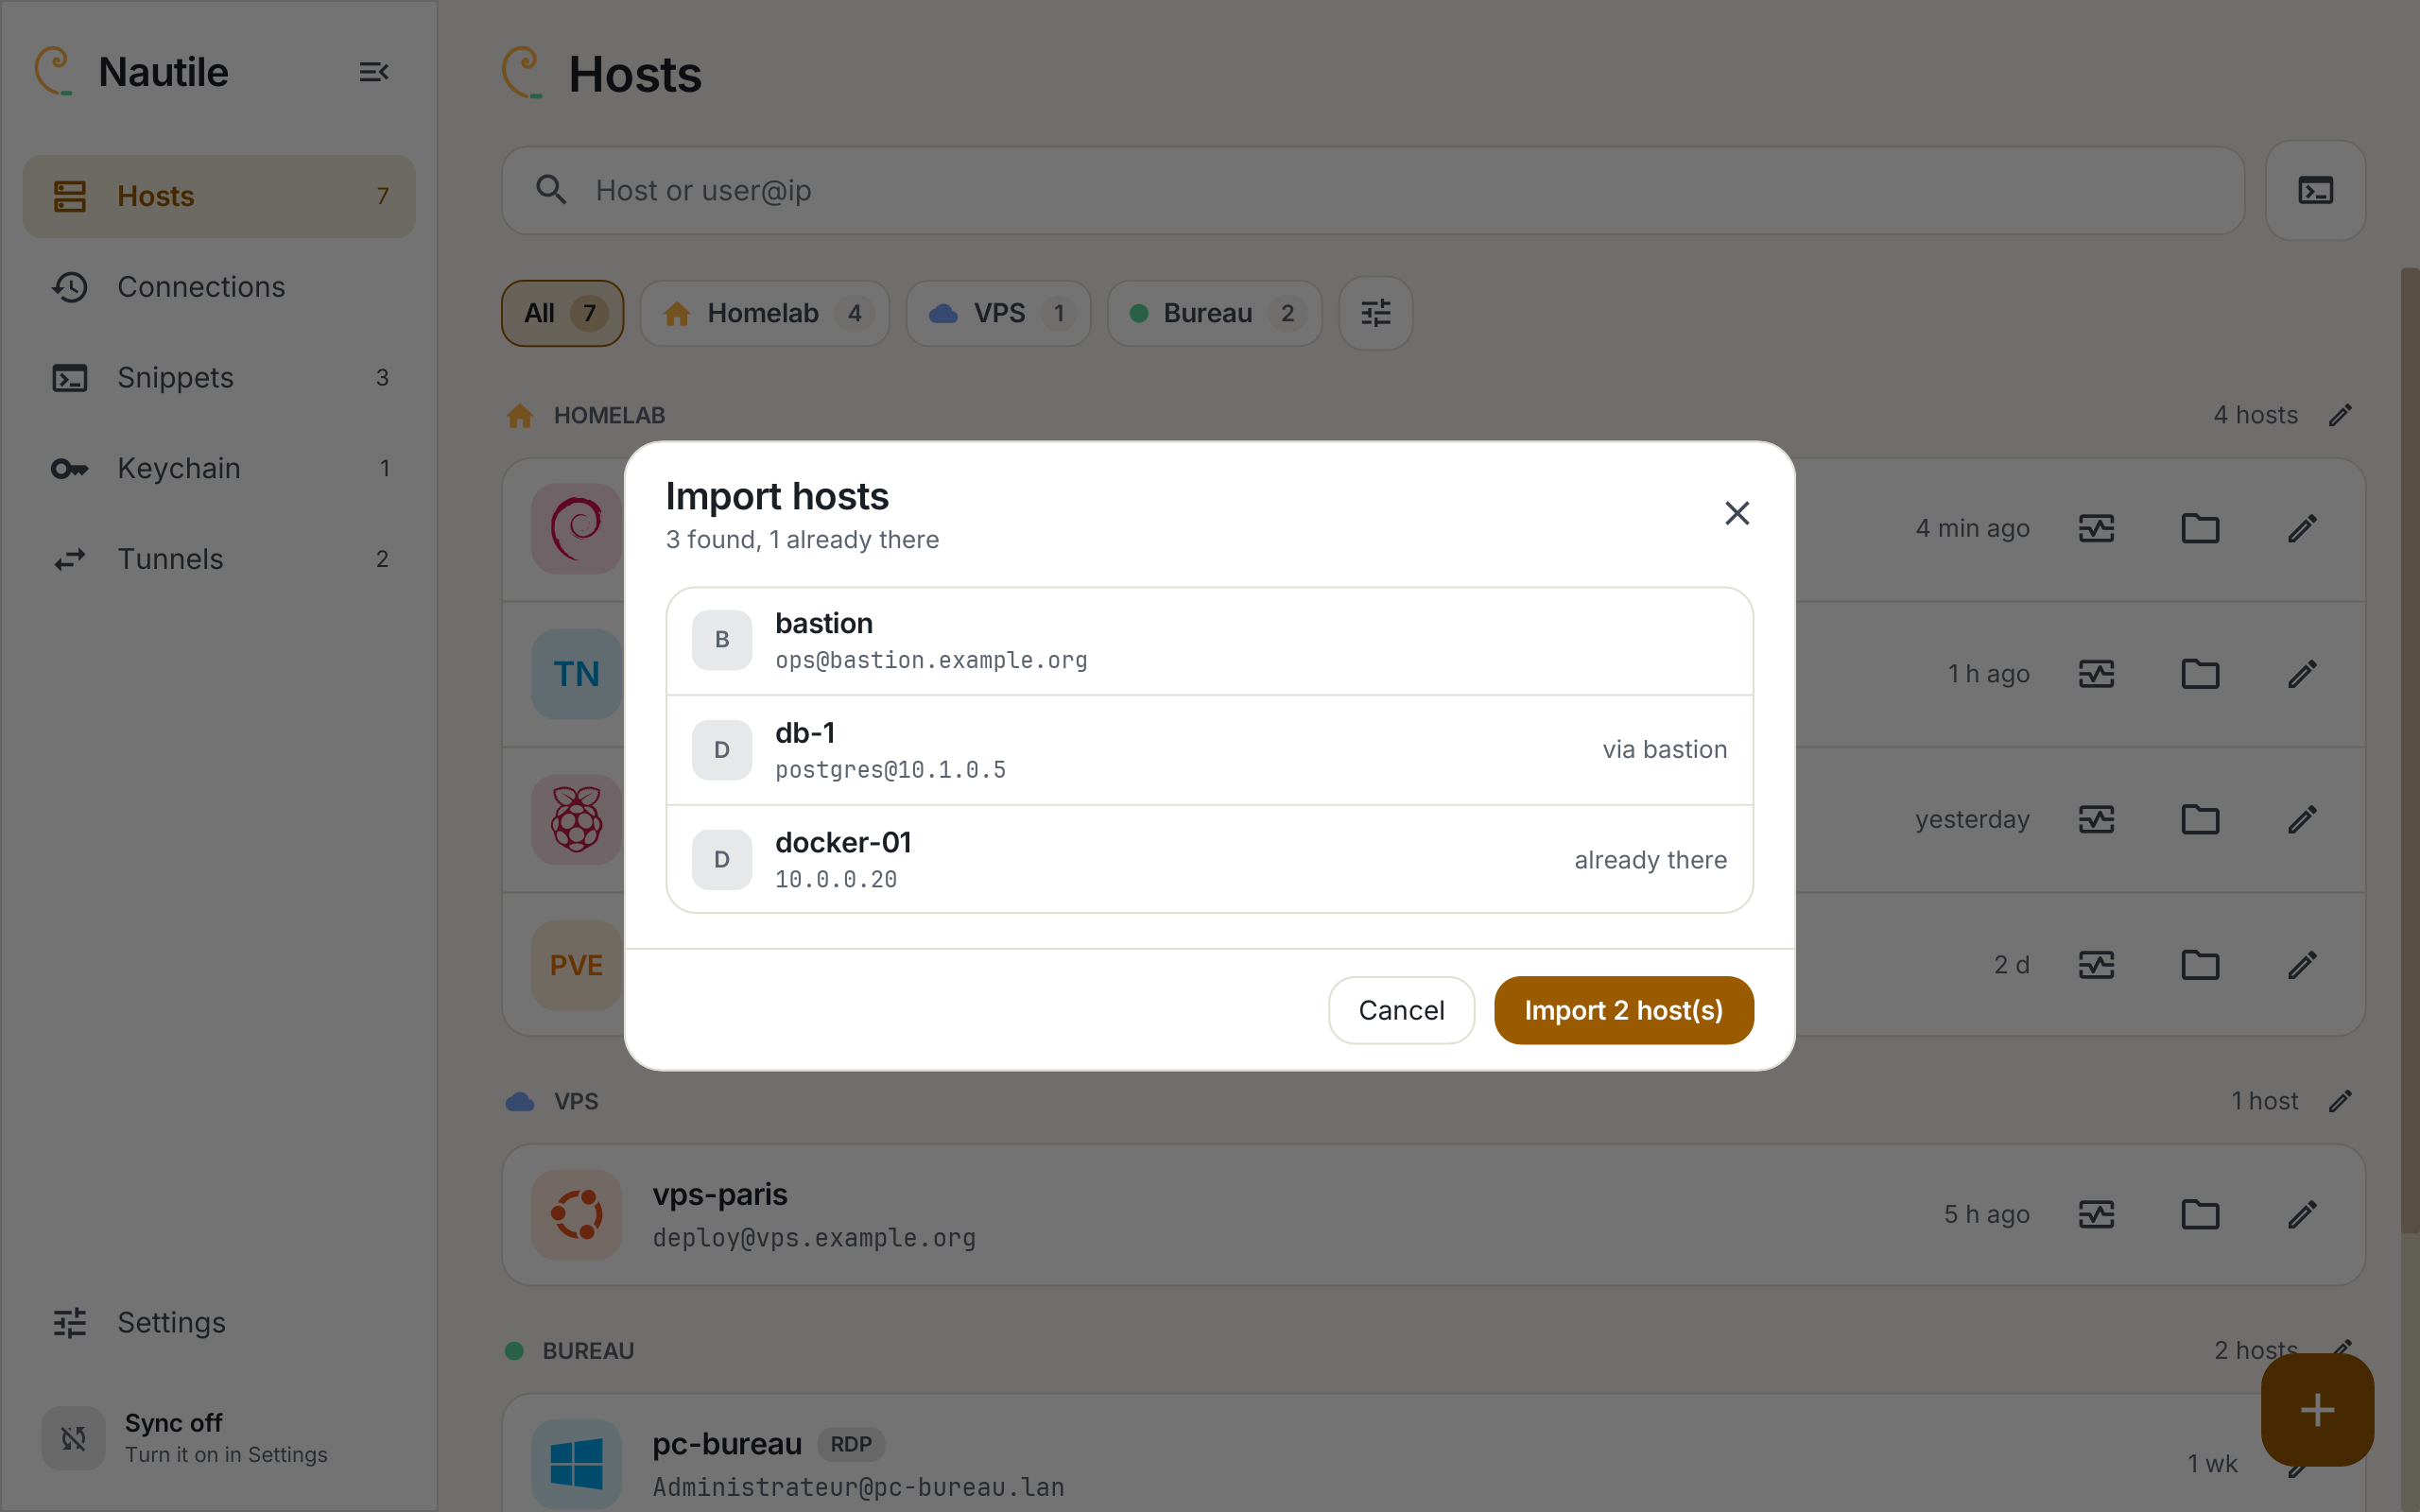 Nautile
Hosts 7
Connections
Snippets 3
Keychain 1
Tunnels 2
Settings
Sync off
Turn it on in Settings
Hosts
Host or user@ip
All 7 Homelab 4 VPS 1 Bureau 2
HOMELAB 4 hosts
4 min ago
TN 1 h ago
yesterday
PVE 2 d
Import hosts
3 found, 1 already there
B bastion
ops@bastion.example.org
D db-1
postgres@10.1.0.5
via bastion
D docker-01
10.0.0.20
already there
Cancel Import 2 host(s)
VPS 1 host
vps-paris
deploy@vps.example.org
5 h ago
BUREAU 2 hosts
pc-bureau RDP
Administrateur@pc-bureau.lan
1 wk